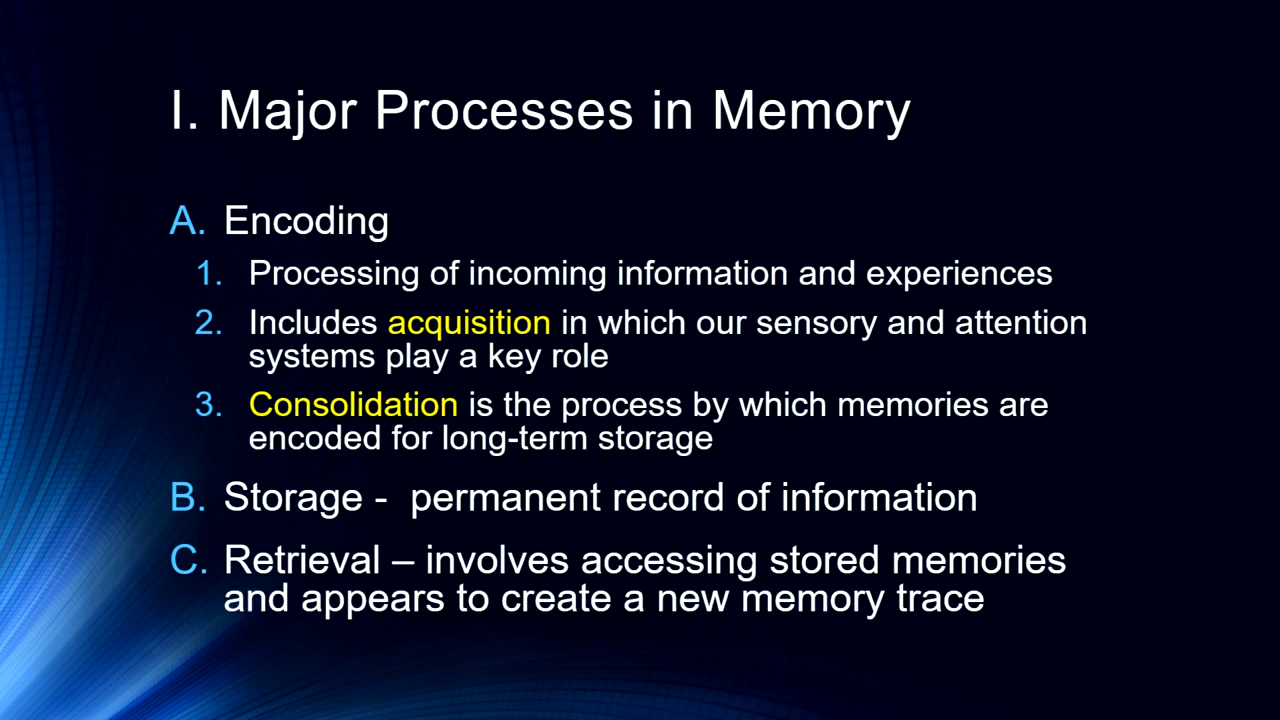 I. Major Processes in Memory
A. Encoding
1. Processing of incoming information and experiences
2. Includes acquisition in which our sensory and attention
systems play a key role
3. Consolidation is the process by which memories are
encoded for long-term storage
B. Storage -  permanent record of information
C. Retrieval – involves accessing stored memories
and appears to create a new memory trace